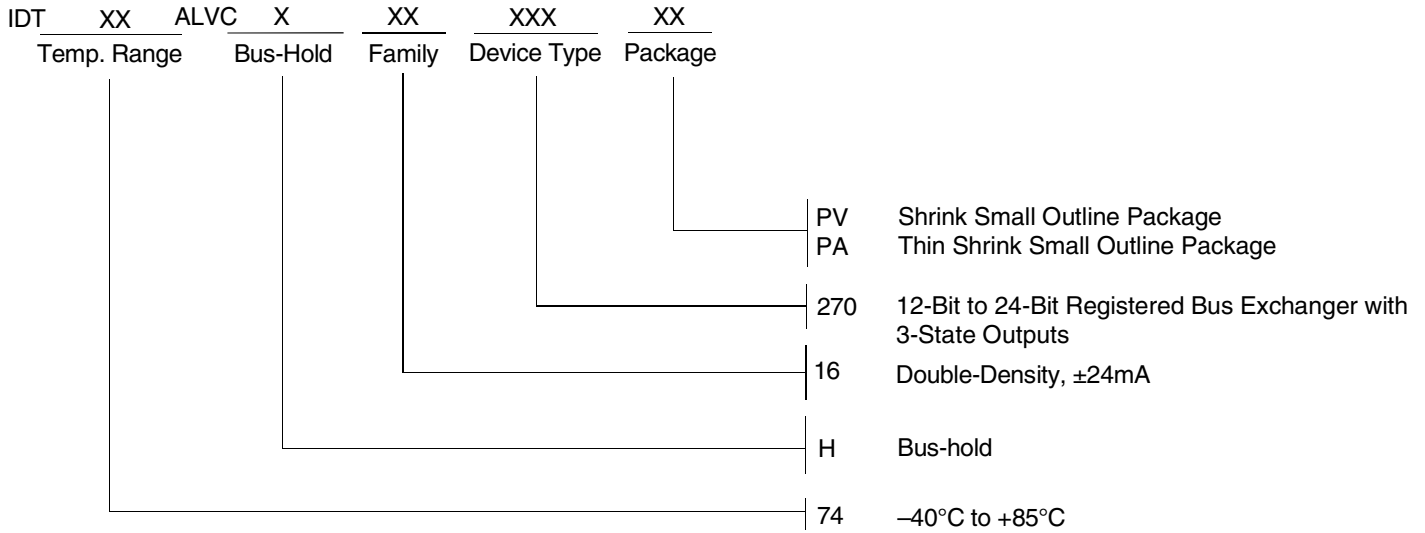 IDT XX ALVC X XX XXX XX
Temp. Range Bus-Hold Family Device Type Package
PV Shrink Small Outline Package
PA Thin Shrink Small Outline Package
270 12-Bit to 24-Bit Registered Bus Exchanger with
3-State Outputs
16 Double-Density, ±24mA
H Bus-hold
74 –40°C to +85°C